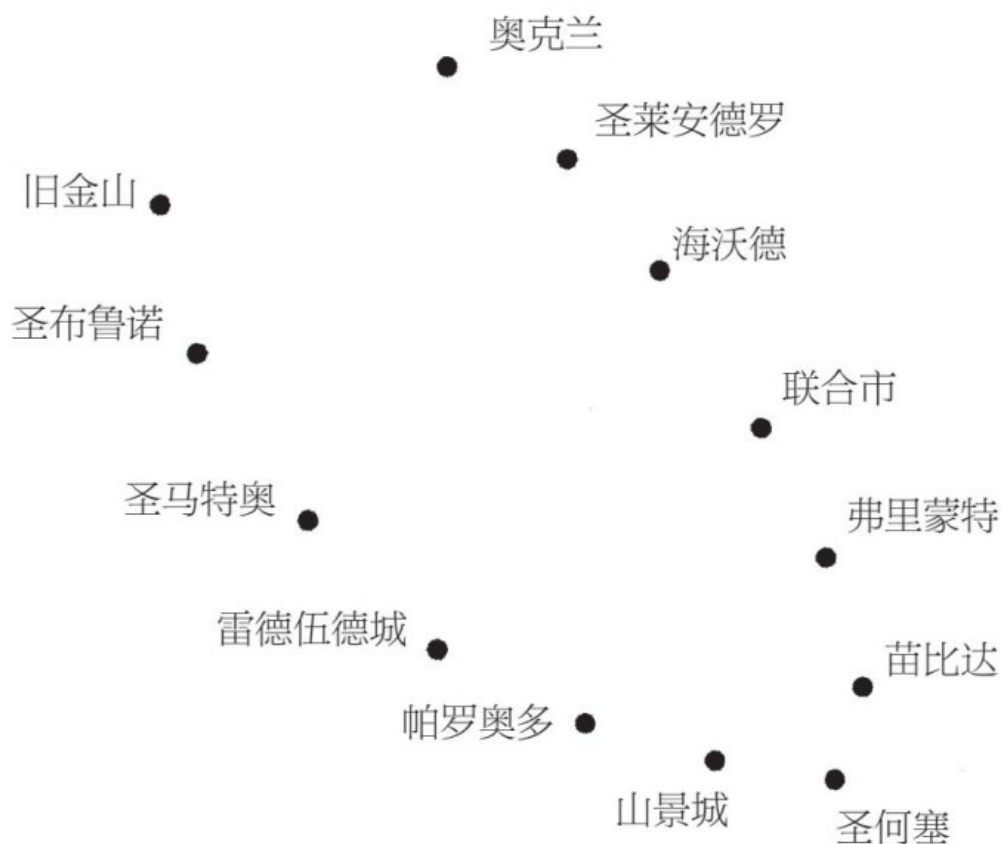 奥克兰
圣莱安德罗
旧金山
海沃德
圣布鲁诺
联合市
圣马特奥
弗里蒙特
雷德伍德城
苗比达
帕罗奥多
山景城
圣何塞